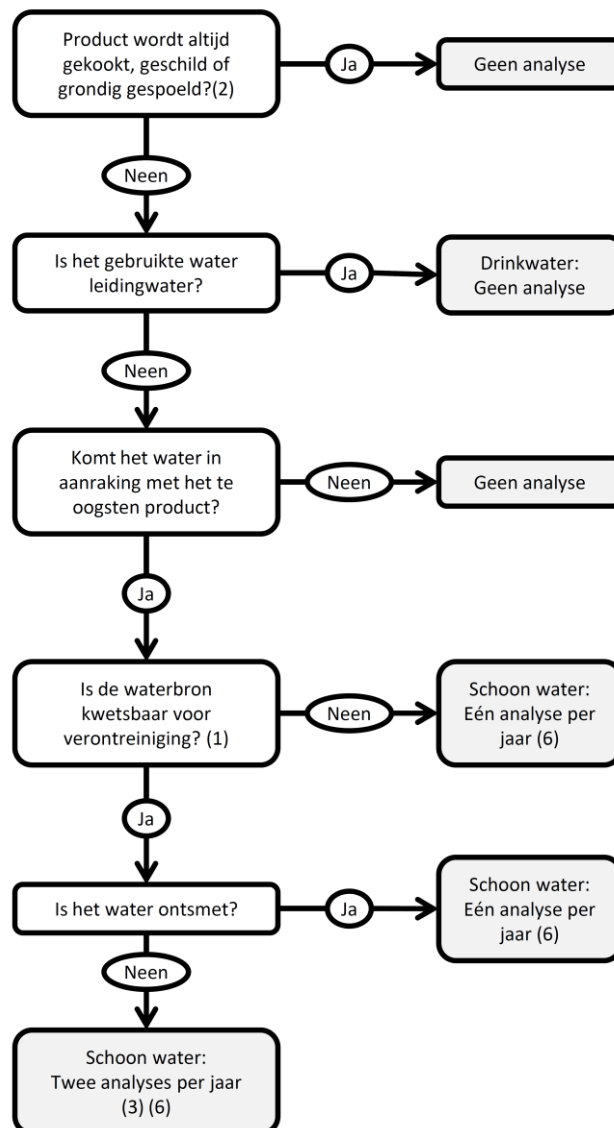 Product wordt altijd
gekookt, geschild of
grondig gespoeld?(2)
Ja
Geen analyse
Neen
Is het gebruikte water
leidingwater?
Ja
Drinkwater:
Geen analyse
Neen
Komt het water in
aanraking met het te
oogsten product?
Neen
Geen analyse
Ja
Is de waterbron
kwetsbaar voor
verontreiniging? (1)
Neen
Schoon water:
Eén analyse per
jaar (6)
Ja
Is het water ontsmet?
Ja
Schoon water:
Eén analyse per
jaar (6)
Neen
Schoon water:
Twee analyses per jaar
(3) (6)